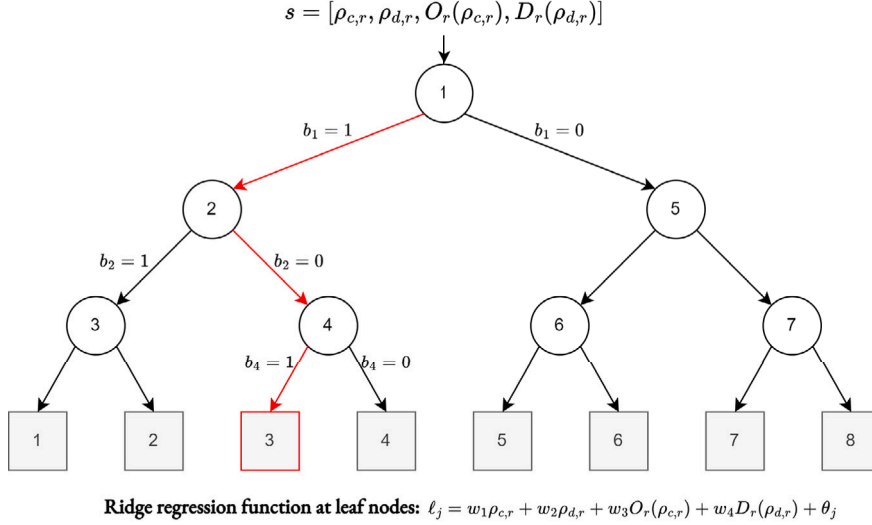 s = [ρ_{c,r}, ρ_{d,r}, O_r(ρ_{c,r}), D_r(ρ_{d,r})]
1
b_1 = 1 b_1 = 0
2 5
b_2 = 1 b_2 = 0
3 4 6 7
b_4 = 1 b_4 = 0
1 2 3 4 5 6 7 8
Ridge regression function at leaf nodes: ℓ_j = w_1ρ_{c,r} + w_2ρ_{d,r} + w_3O_r(ρ_{c,r}) + w_4D_r(ρ_{d,r}) + θ_j